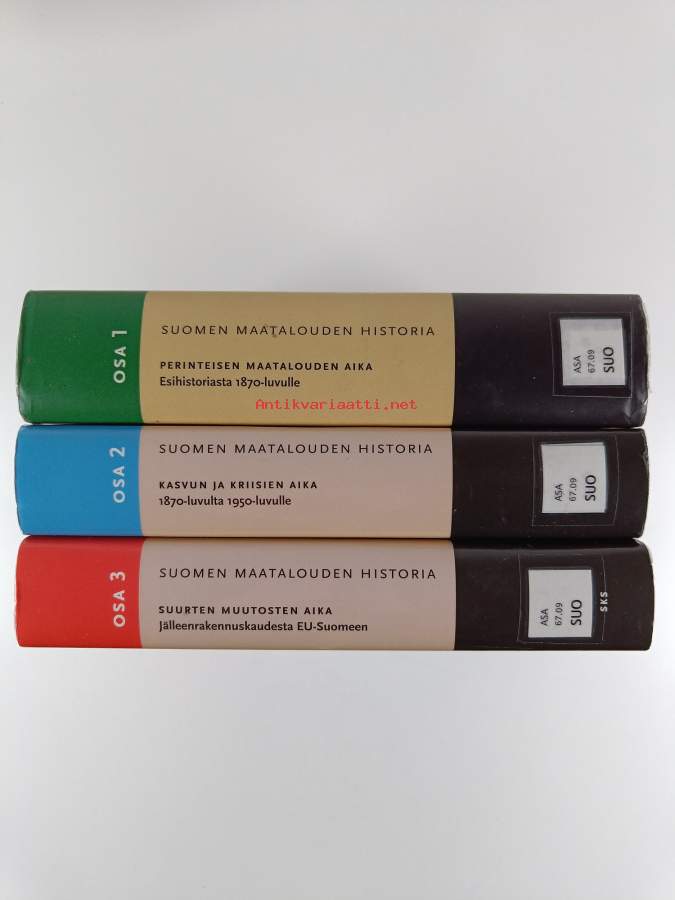 OSA 1
SUOMEN MAATALOUDEN HISTORIA
PERINTEISEN MAATALOUDEN AIKA
Esihistoriasta 1870-luvulle
ASA
67.09
SUO
Antikvariaatti.net
OSA 2
SUOMEN MAATALOUDEN HISTORIA
KASVUN JA KRIISIEN AIKA
1870-luvulta 1950-luvulle
ASA
67.09
SUO
OSA 3
SUOMEN MAATALOUDEN HISTORIA
SUURTEN MUUTOSTEN AIKA
Jälleenrakennuskaudesta EU-Suomeen
ASA
67.09
SUO
SKS